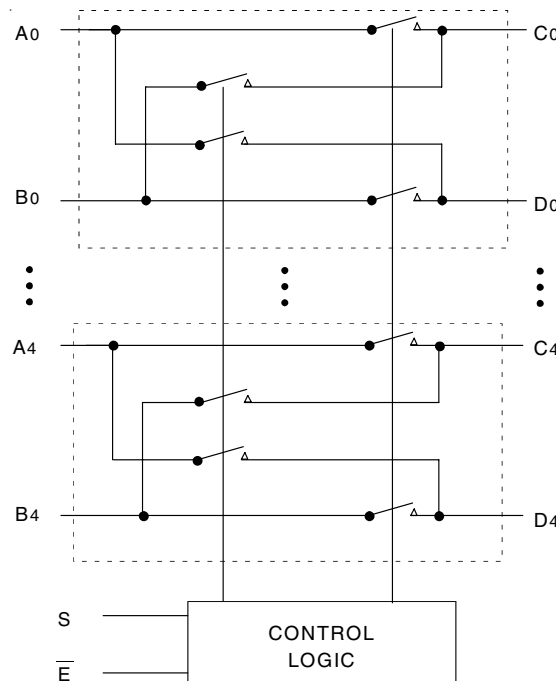 A0 C0
B0 D0
A4 C4
B4 D4
S
CONTROL
LOGIC
E̅